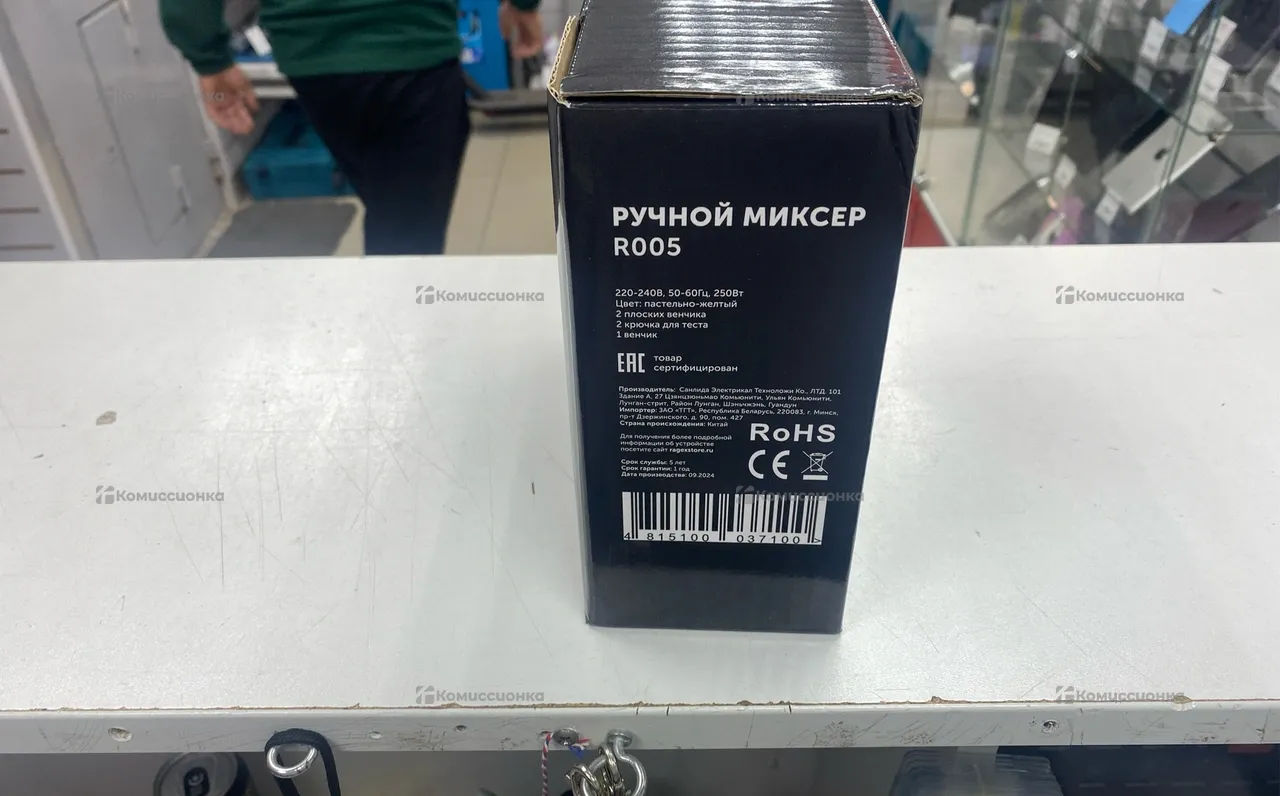 РУЧНОЙ МИКСЕР
R005
220-240В, 50-60Гц, 250Вт
Цвет: пастельно-желтый
2 плоских венчика
2 крючка для теста
1 венчик
EAC товар
сертифицирован
Производитель: Санлида Электрикал Техноложи Ко., ЛТД. 101
Здание А, 27 Цзянцзюньмао Комьюнити, Ульян Комьюнити,
Лунган-стрит, Район Лунган, Шэньчжэнь, Гуандун
Импортер: ЗАО «ТГТ», Республика Беларусь, 220083, г. Минск,
пр-т Дзержинского, д. 90, пом. 427
Страна происхождения: Китай
RoHS
Для получения более подробной
информации об устройстве
посетите сайт ragexstore.ru
CE
Срок службы: 5 лет
Срок гарантии: 1 год
Дата производства: 09.2024
4 815100 037100 >
Комиссионка
Комиссионка
Комиссионка
Комиссионка
Комиссионка
Комиссионка